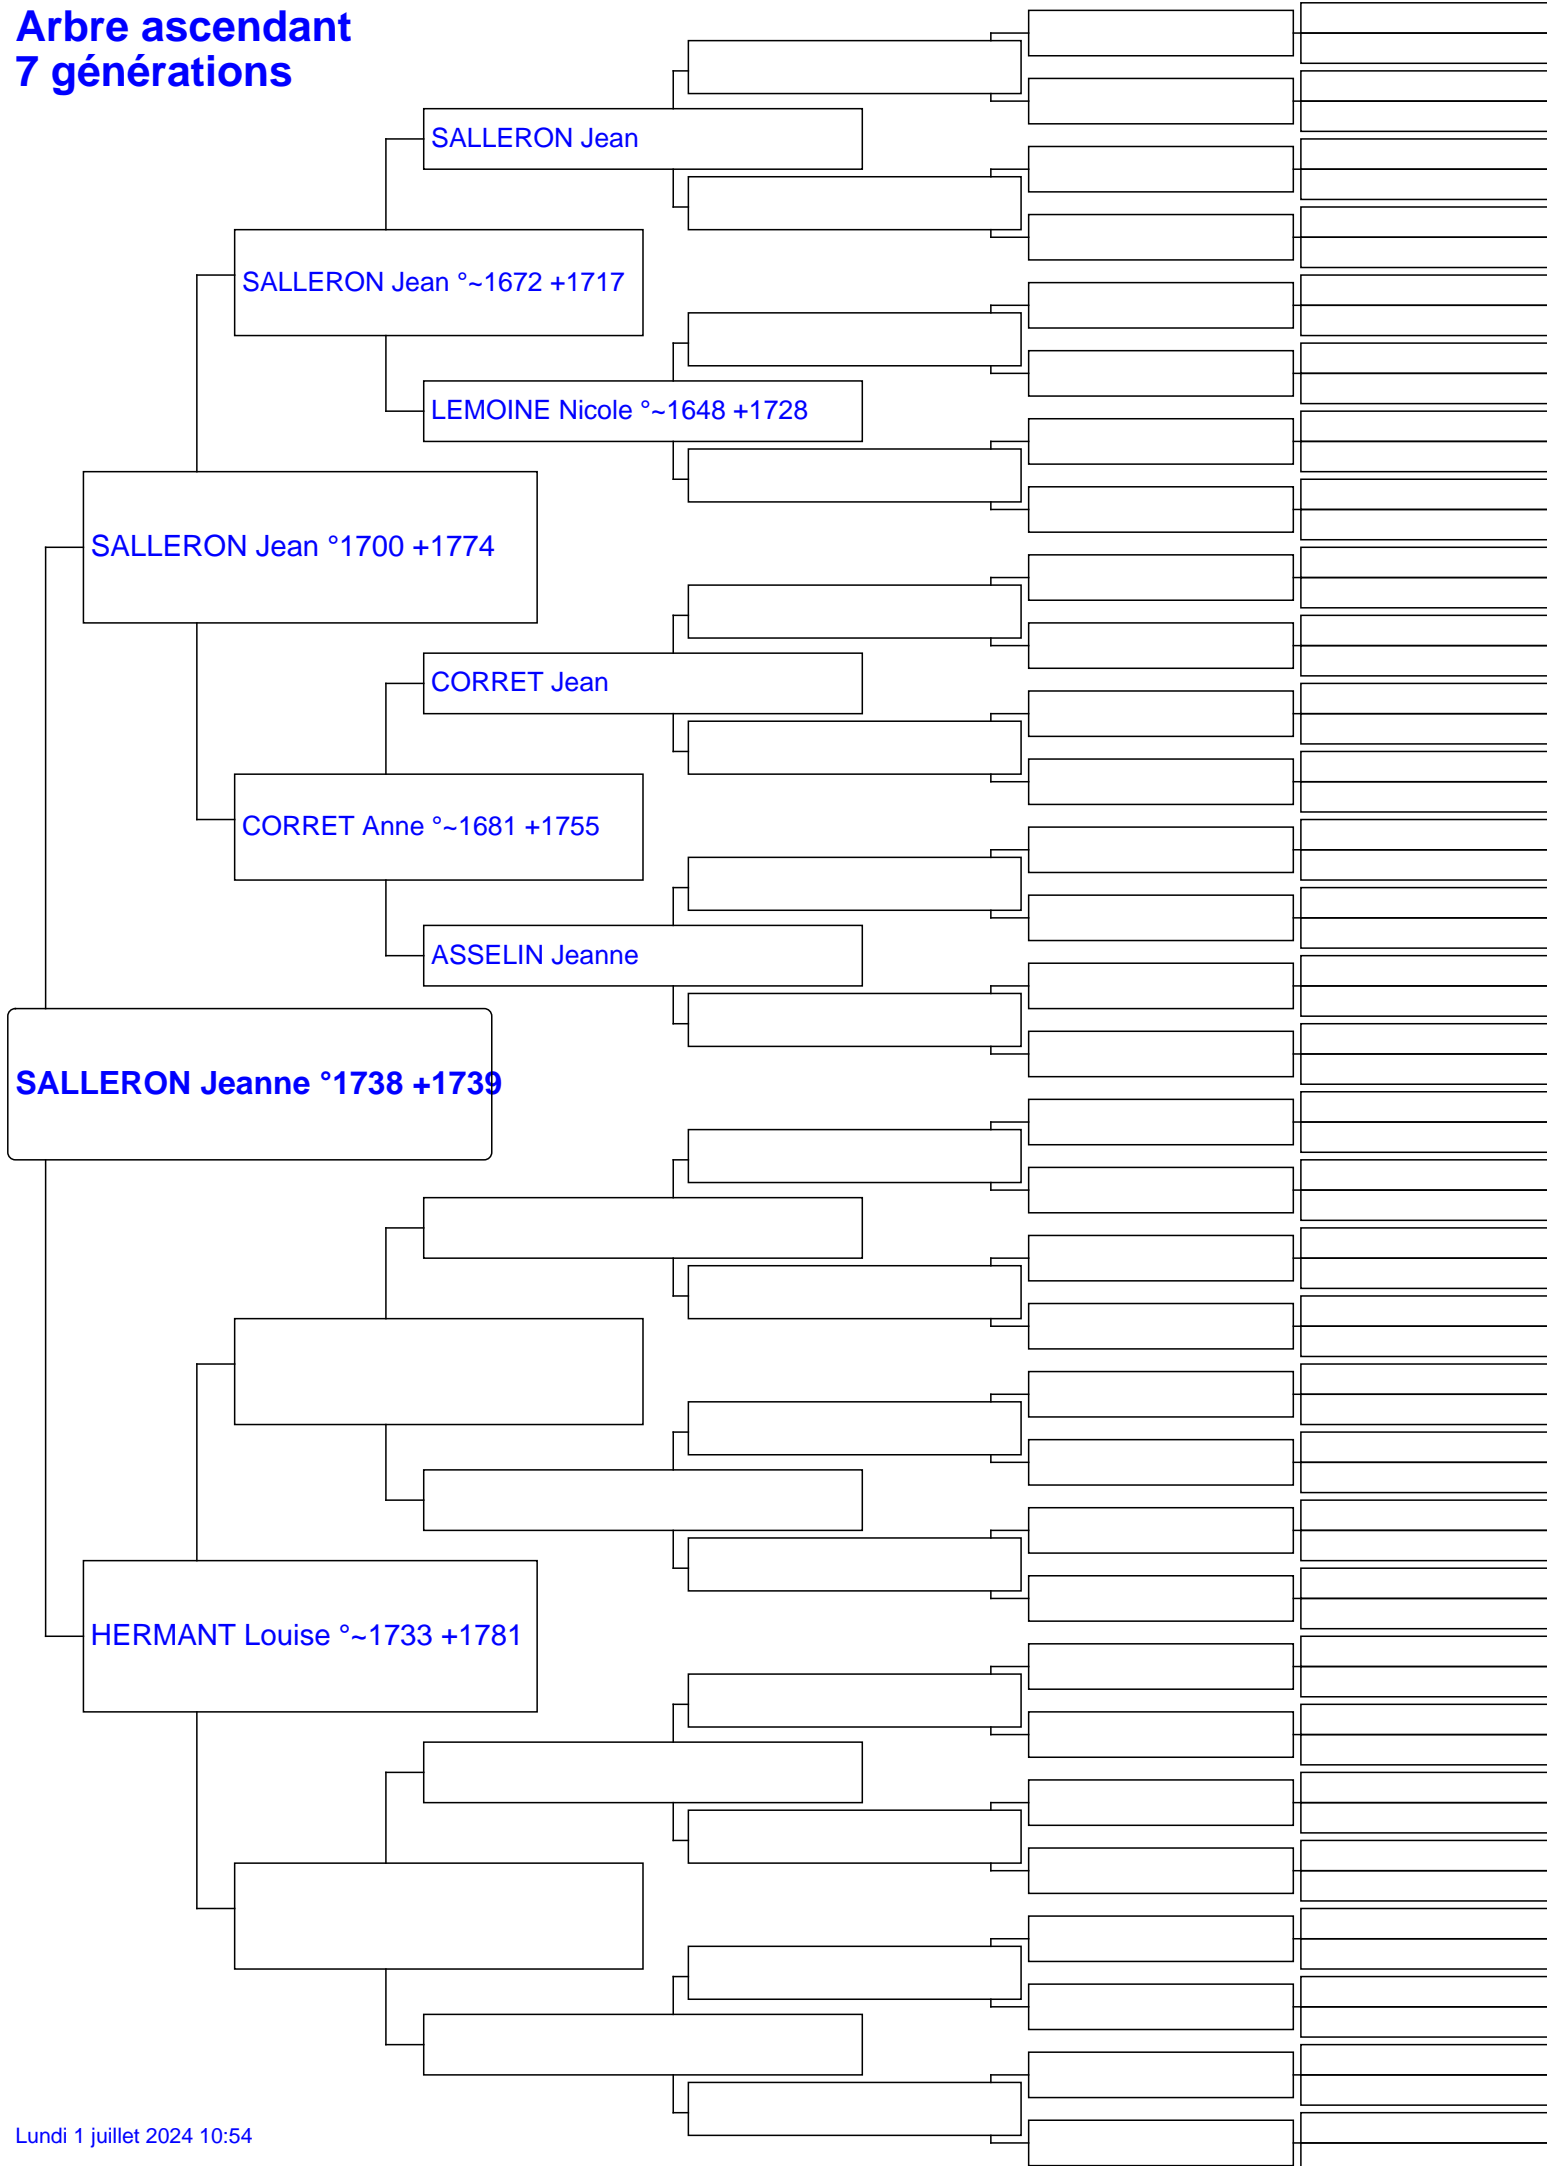 Arbre ascendant
7 générations
SALLERON Jean
SALLERON Jean °~1672 +1717
LEMOINE Nicole °~1648 +1728
SALLERON Jean °1700 +1774
CORRET Jean
CORRET Anne °~1681 +1755
ASSELIN Jeanne
SALLERON Jeanne °1738 +1739
HERMANT Louise °~1733 +1781
Lundi 1 juillet 2024 10:54